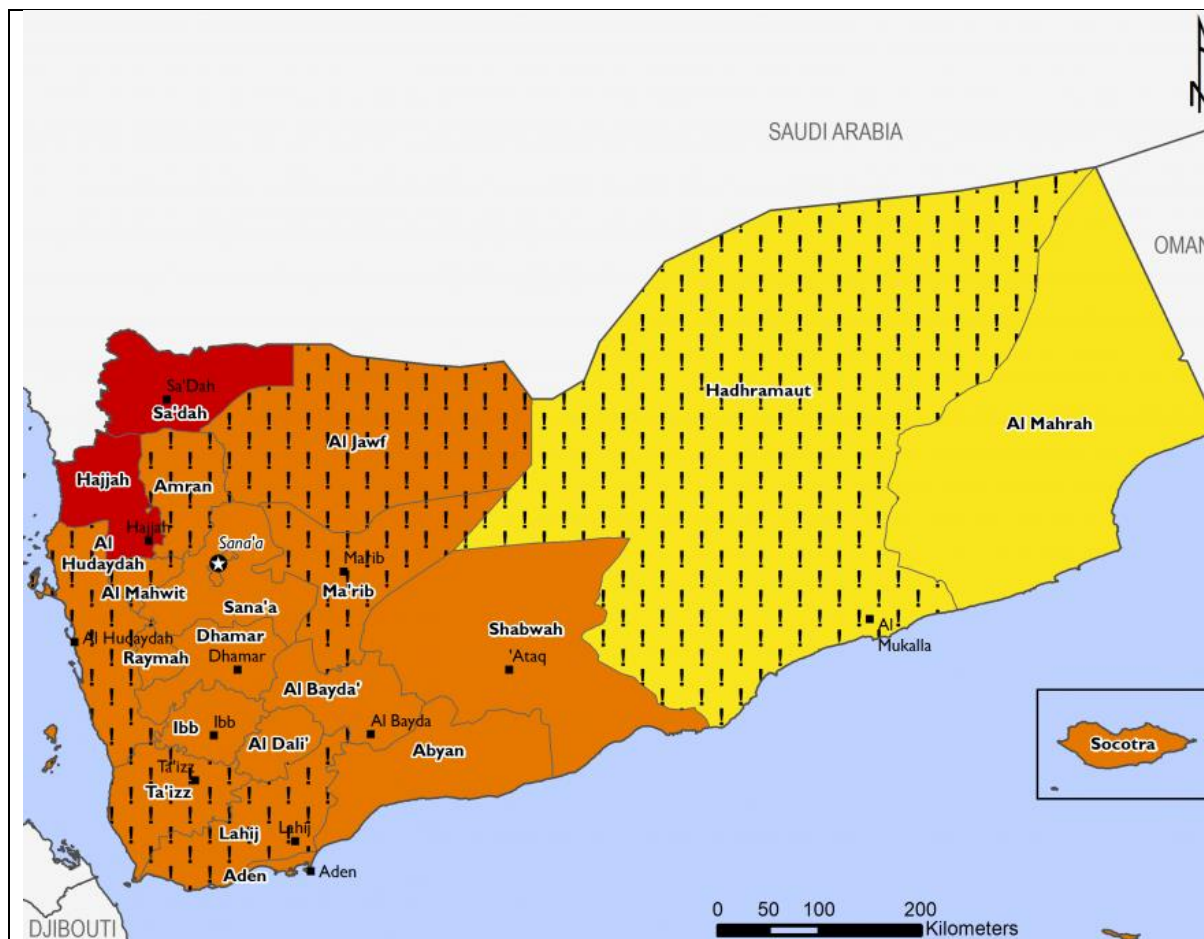 N
SAUDI ARABIA
OMAN
Sa'Dah
Sa'dah
Hadhramaut
Al Mahrah
Al Jawf
Hajjah
Amran
Hajjah
Sana'a
Al
Hudaydah
Ma'rib
Al Mahwit
Ma'rib
Sana'a
Shabwah
Al
Mukalla
Dhamar
Al Hudaydah
Raymah
Dhamar
'Ataq
Al Bayda'
Ibb
Ibb
Al Bayda
Al Dali'
Abyan
Socotra
Ta'izz
Ta'izz
Lahij
Lahij
Aden
Aden
DJIBOUTI
0 50 100 200
Kilometers